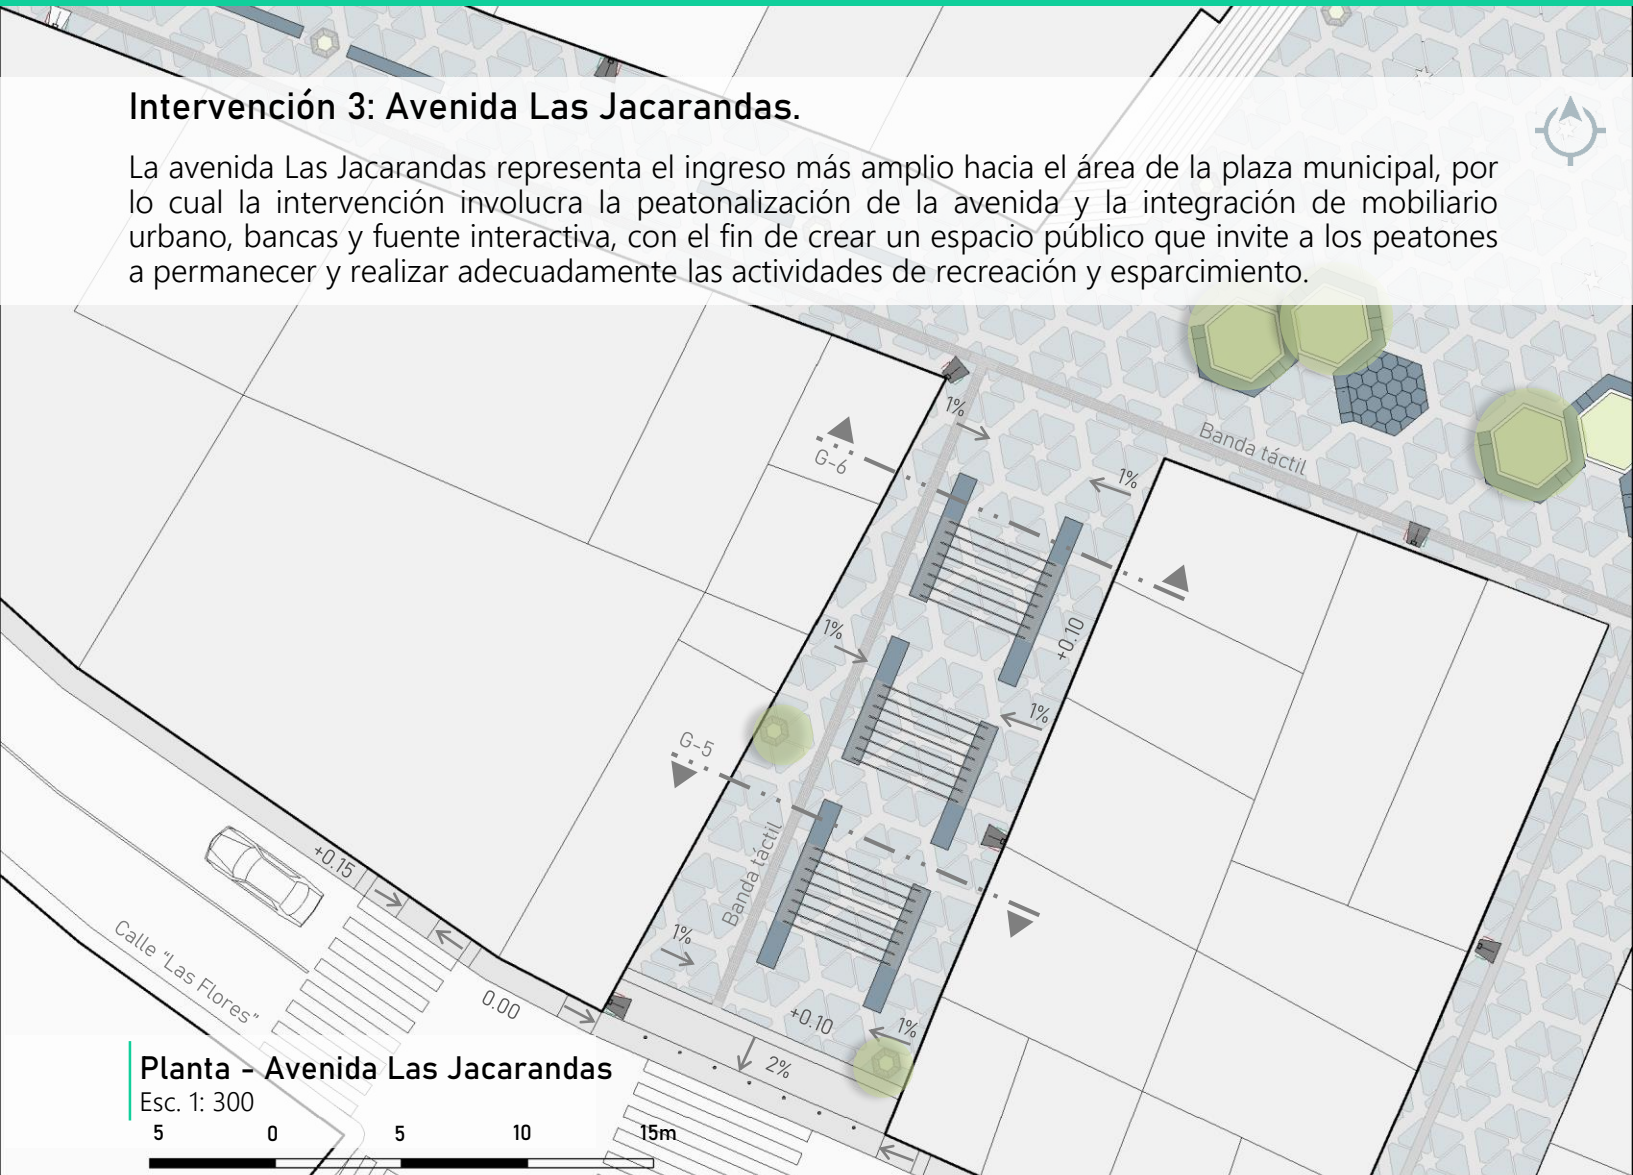 Intervención 3: Avenida Las Jacarandas.
La avenida Las Jacarandas representa el ingreso más amplio hacia el área de la plaza municipal, por
lo cual la intervención involucra la peatonalización de la avenida y la integración de mobiliario
urbano, bancas y fuente interactiva, con el fin de crear un espacio público que invite a los peatones
a permanecer y realizar adecuadamente las actividades de recreación y esparcimiento.
1%
Banda táctil
G-6
1%
1%
+0.10
1%
G-5
Banda táctil
+0.15
1%
Calle "Las Flores"
0.00
+0.10
1%
2%
Planta - Avenida Las Jacarandas
Esc. 1: 300
5 0 5 10 15m